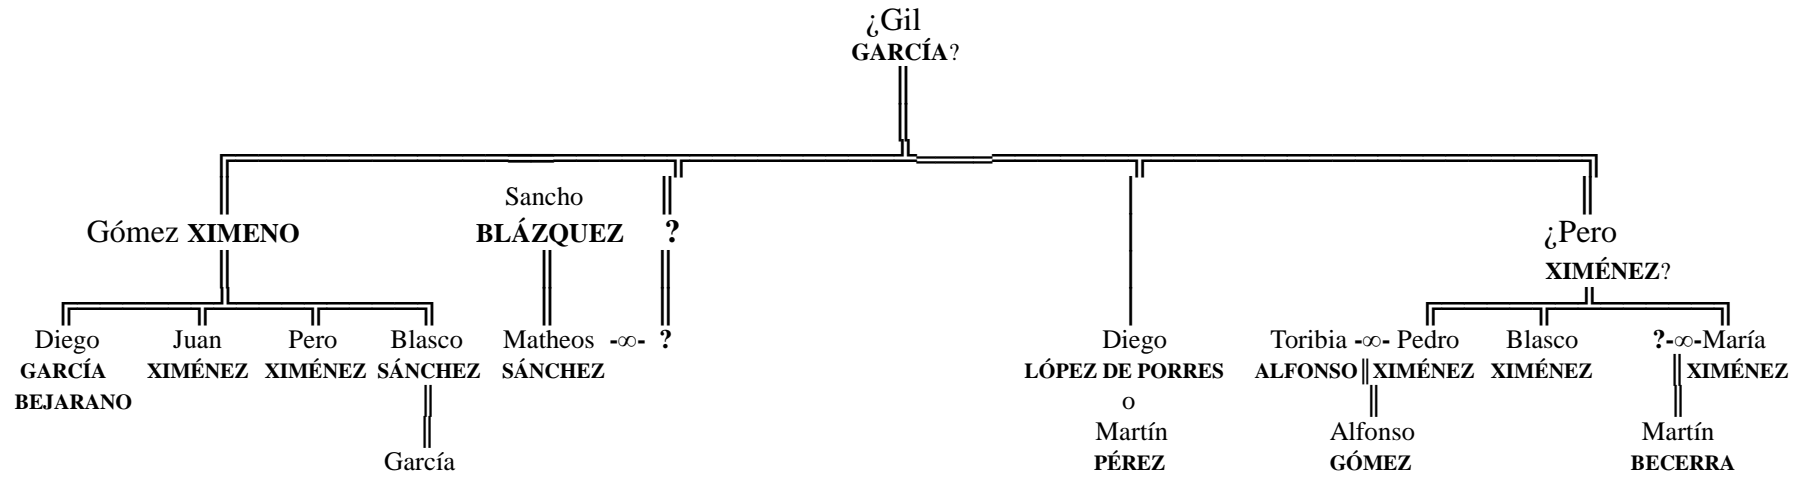 ¿Gil
GARCÍA?
Sancho
Gómez XIMENO BLÁZQUEZ ? ¿Pero
XIMÉNEZ?
Diego Juan Pero Blasco Matheos -∞- ? Diego Toribia -∞- Pedro Blasco ?-∞-María
GARCÍA XIMÉNEZ XIMÉNEZ SÁNCHEZ SÁNCHEZ LÓPEZ DE PORRES ALFONSO XIMÉNEZ XIMÉNEZ XIMÉNEZ
BEJARANO o
Martín Alfonso Martín
García PÉREZ GÓMEZ BECERRA